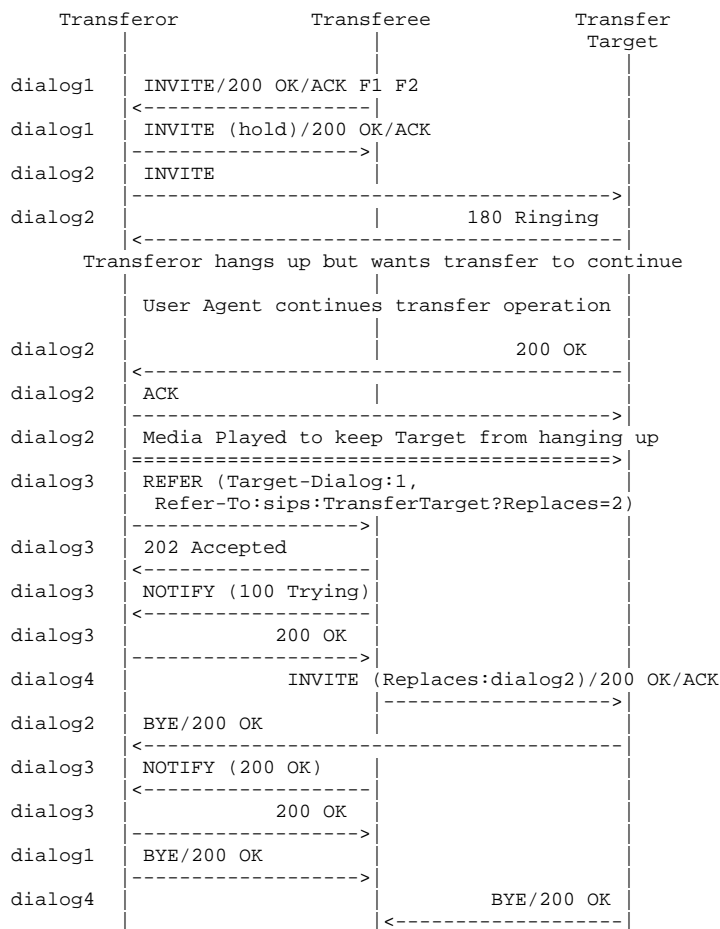 Transferor Transferee Transfer
Target
dialog1 INVITE/200 OK/ACK F1 F2
dialog1 INVITE (hold)/200 OK/ACK
dialog2 INVITE
dialog2 180 Ringing
Transferor hangs up but wants transfer to continue
User Agent continues transfer operation
dialog2 200 OK
dialog2 ACK
dialog2 Media Played to keep Target from hanging up
dialog3 REFER (Target-Dialog:1,
Refer-To:sips:TransferTarget?Replaces=2)
dialog3 202 Accepted
dialog3 NOTIFY (100 Trying)
dialog3 200 OK
dialog4 INVITE (Replaces:dialog2)/200 OK/ACK
dialog2 BYE/200 OK
dialog3 NOTIFY (200 OK)
dialog3 200 OK
dialog1 BYE/200 OK
dialog4 BYE/200 OK